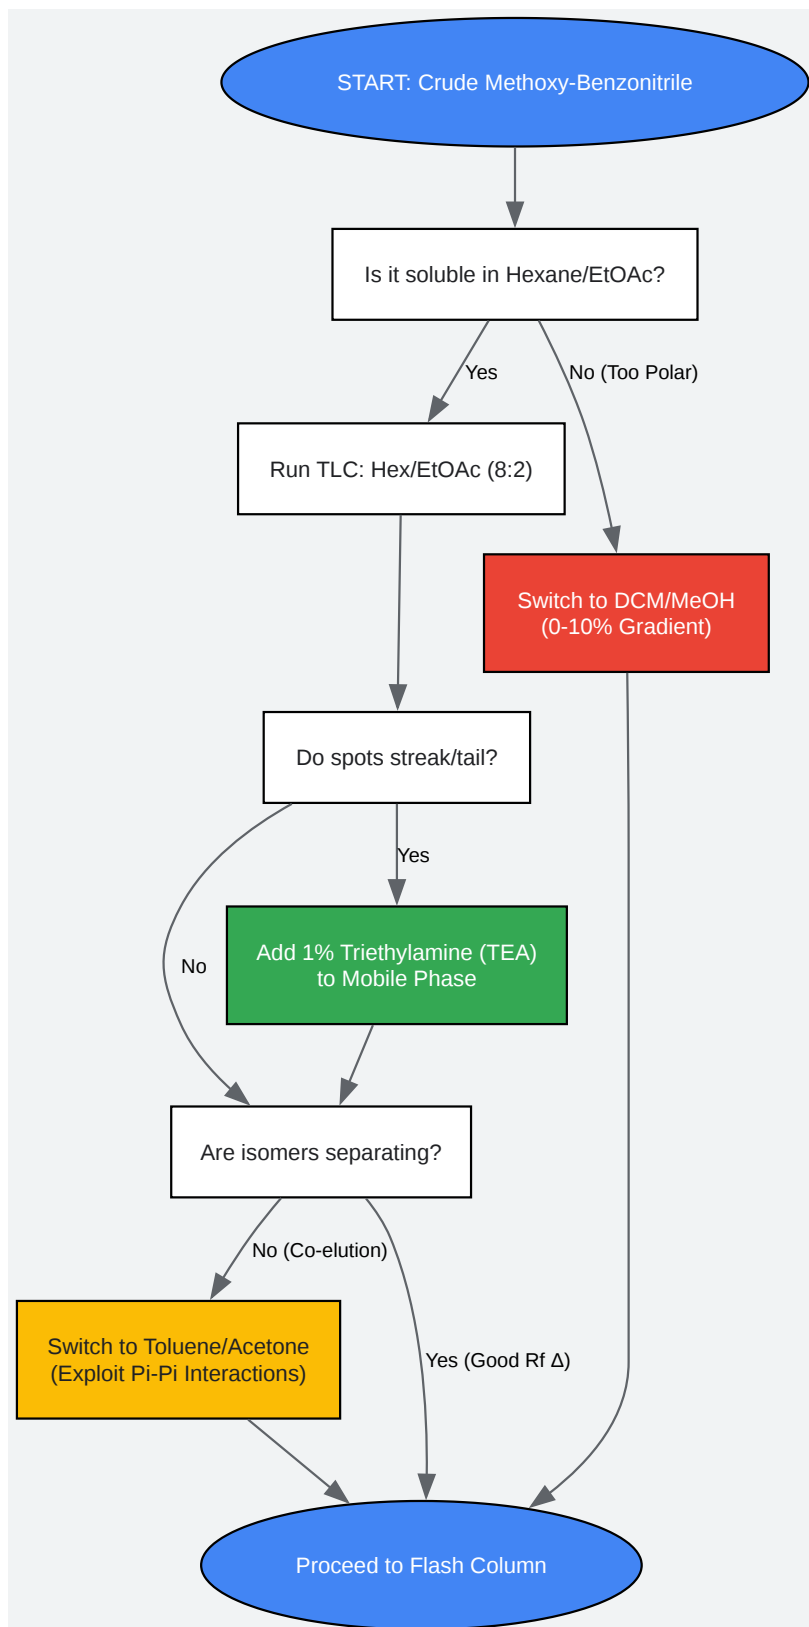 START: Crude Methoxy-Benzonitrile
Is it soluble in Hexane/EtOAc?
Yes
No (Too Polar)
Run TLC: Hex/EtOAc (8:2)
Switch to DCM/MeOH
(0-10% Gradient)
Do spots streak/tail?
Yes
No
Add 1% Triethylamine (TEA)
to Mobile Phase
Are isomers separating?
No (Co-elution)
Switch to Toluene/Acetone
(Exploit Pi-Pi Interactions)
Yes (Good Rf Δ)
Proceed to Flash Column